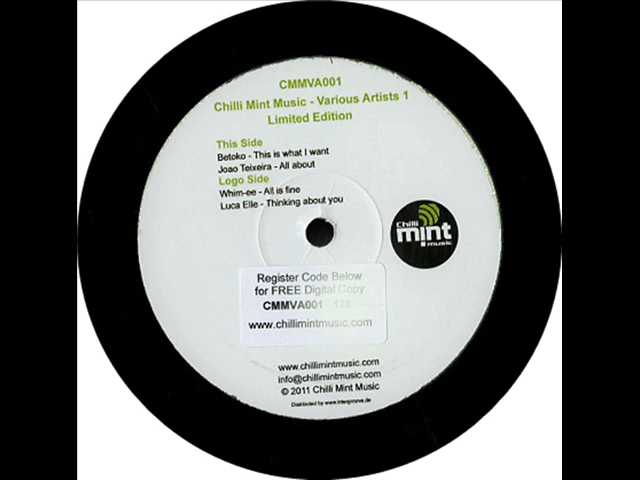 CMMVA001
Chilli Mint Music - Various Artists 1
Limited Edition
This Side
Betoko - This is what I want
Joao Teixeira - All about
Logo Side
Whim-ee - All is fine
Luca Elle - Thinking about you
Chilli
mint
music
Register Code Below
for FREE Digital Copy
CMMVA001 178
www.chillimintmusic.com
www.chillimintmusic.com
info@chillimintmusic.com
© 2011 Chilli Mint Music
Distributed by www.intergroove.de